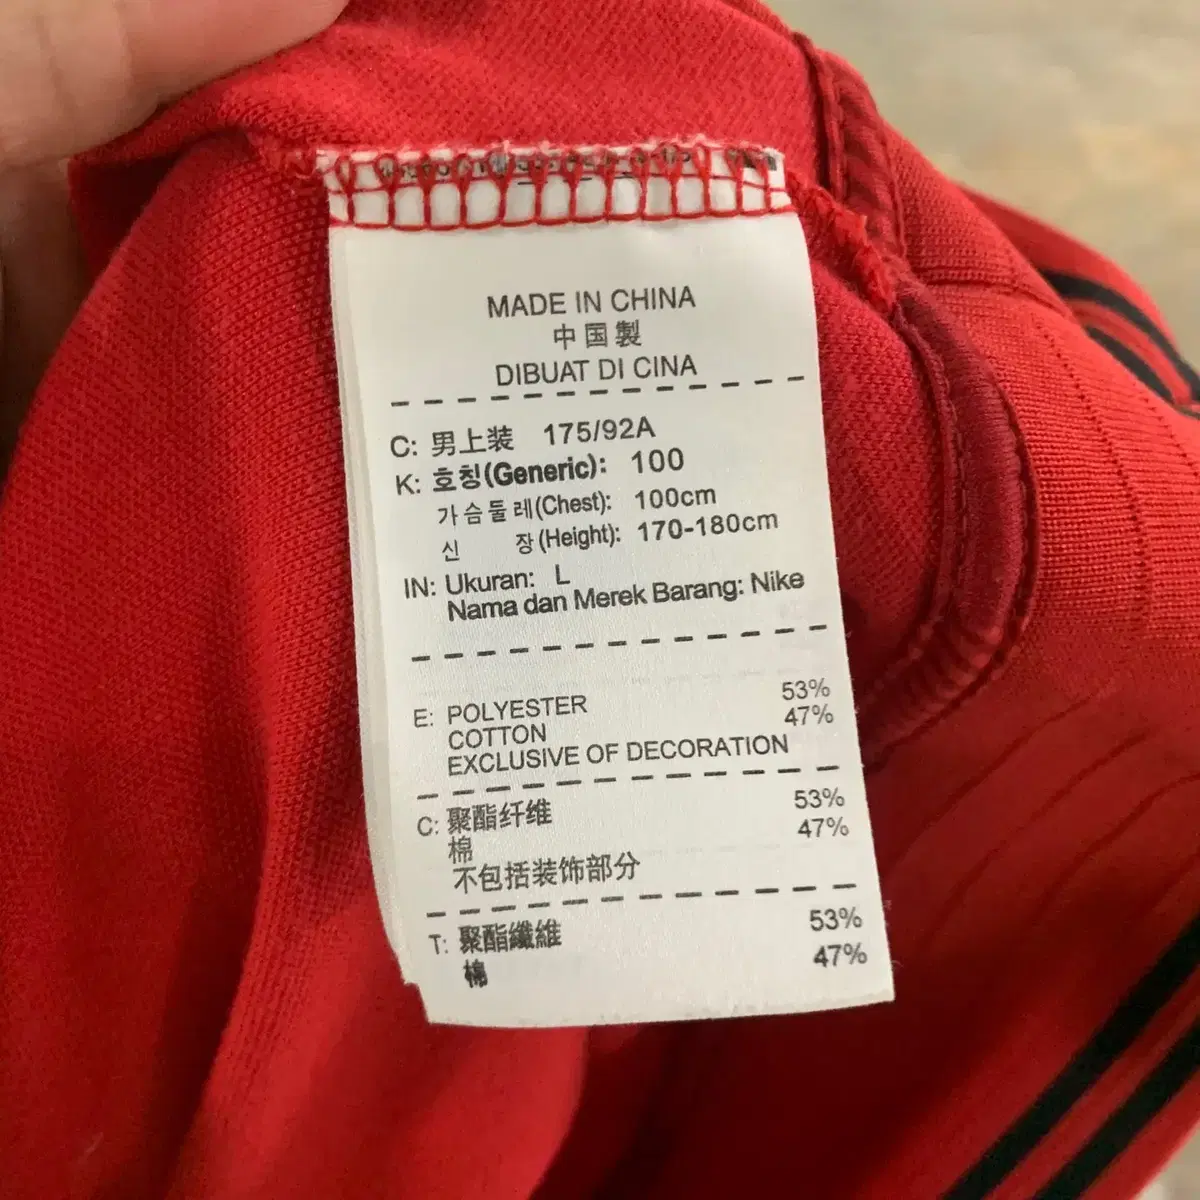 MADE IN CHINA
中国製
DIBUAT DI CINA
C: 男上装 175/92A
K: 호칭(Generic): 100
가슴둘레(Chest): 100cm
신 장(Height): 170-180cm
IN: Ukuran: L
Nama dan Merek Barang: Nike
E: POLYESTER 53%
COTTON 47%
EXCLUSIVE OF DECORATION
C: 聚酯纤维 53%
棉 47%
不包括装饰部分
T: 聚酯纖維 53%
棉 47%